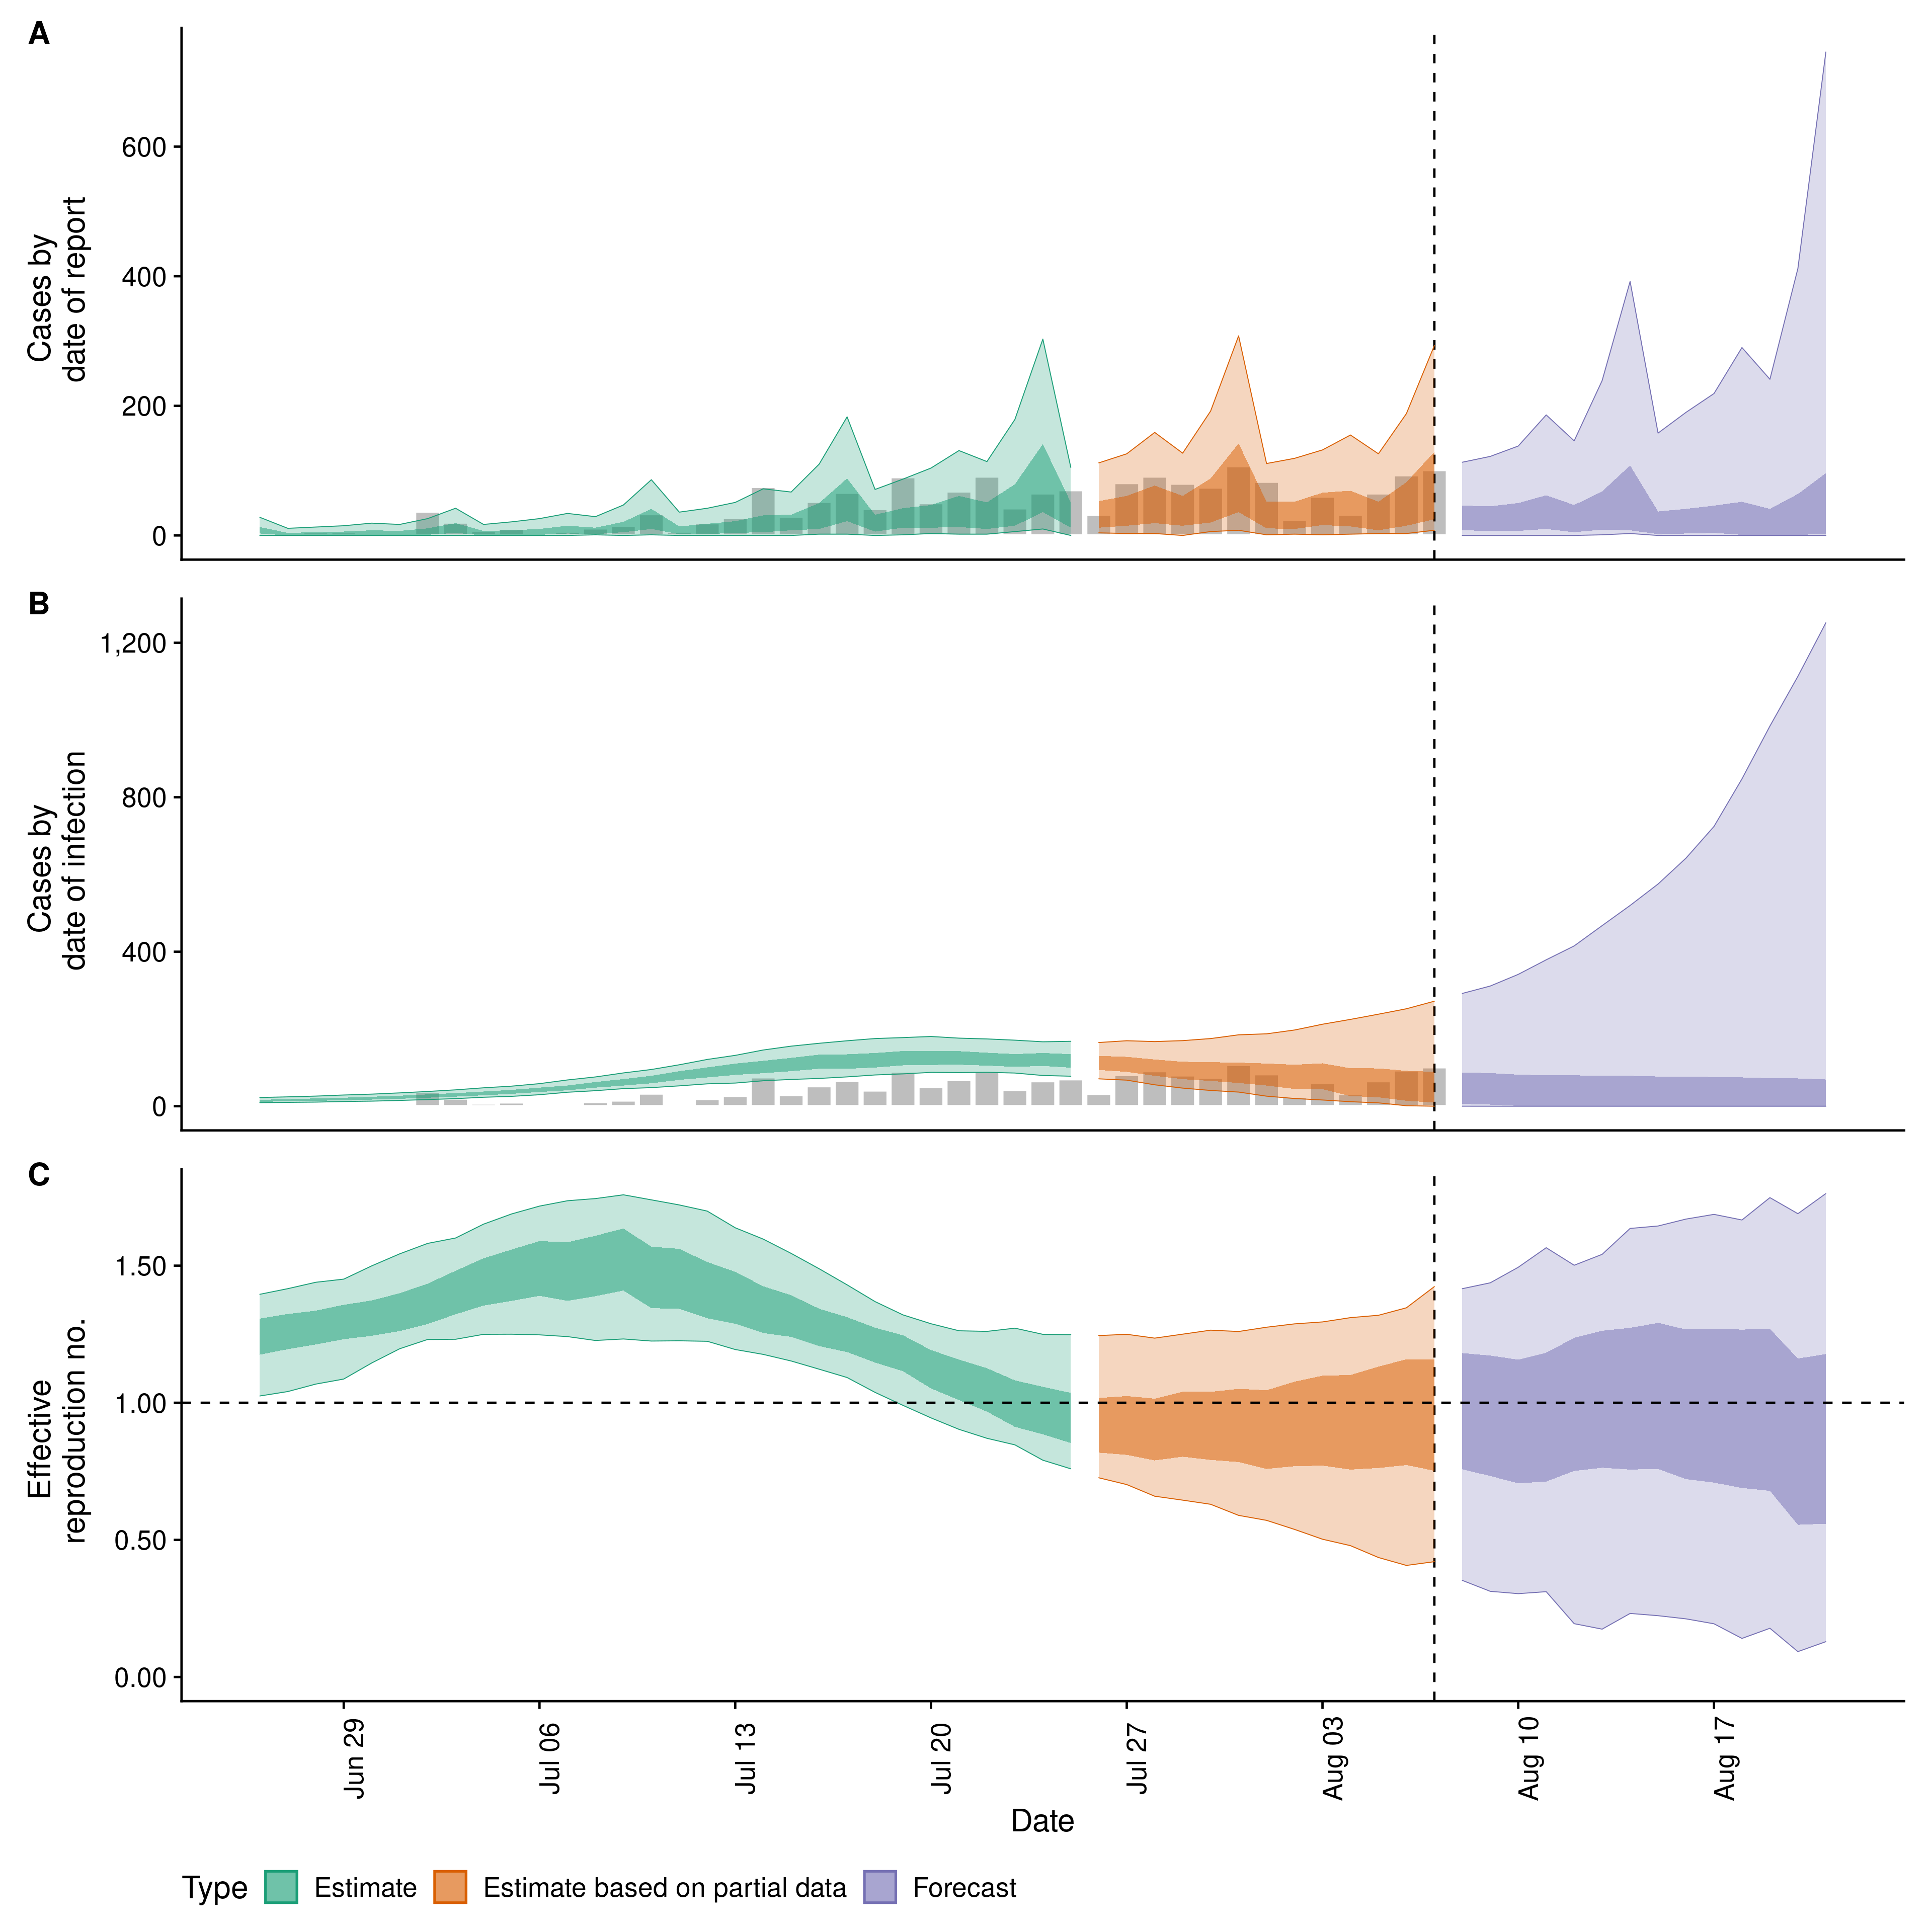 A
Cases by
date of report
600
400
200
0
B
Cases by
date of infection
1,200
800
400
0
C
Effective
reproduction no.
1.50
1.00
0.50
0.00
Jun 29
Jul 06
Jul 13
Jul 20
Jul 27
Aug 03
Aug 10
Aug 17
Date
Type Estimate Estimate based on partial data Forecast